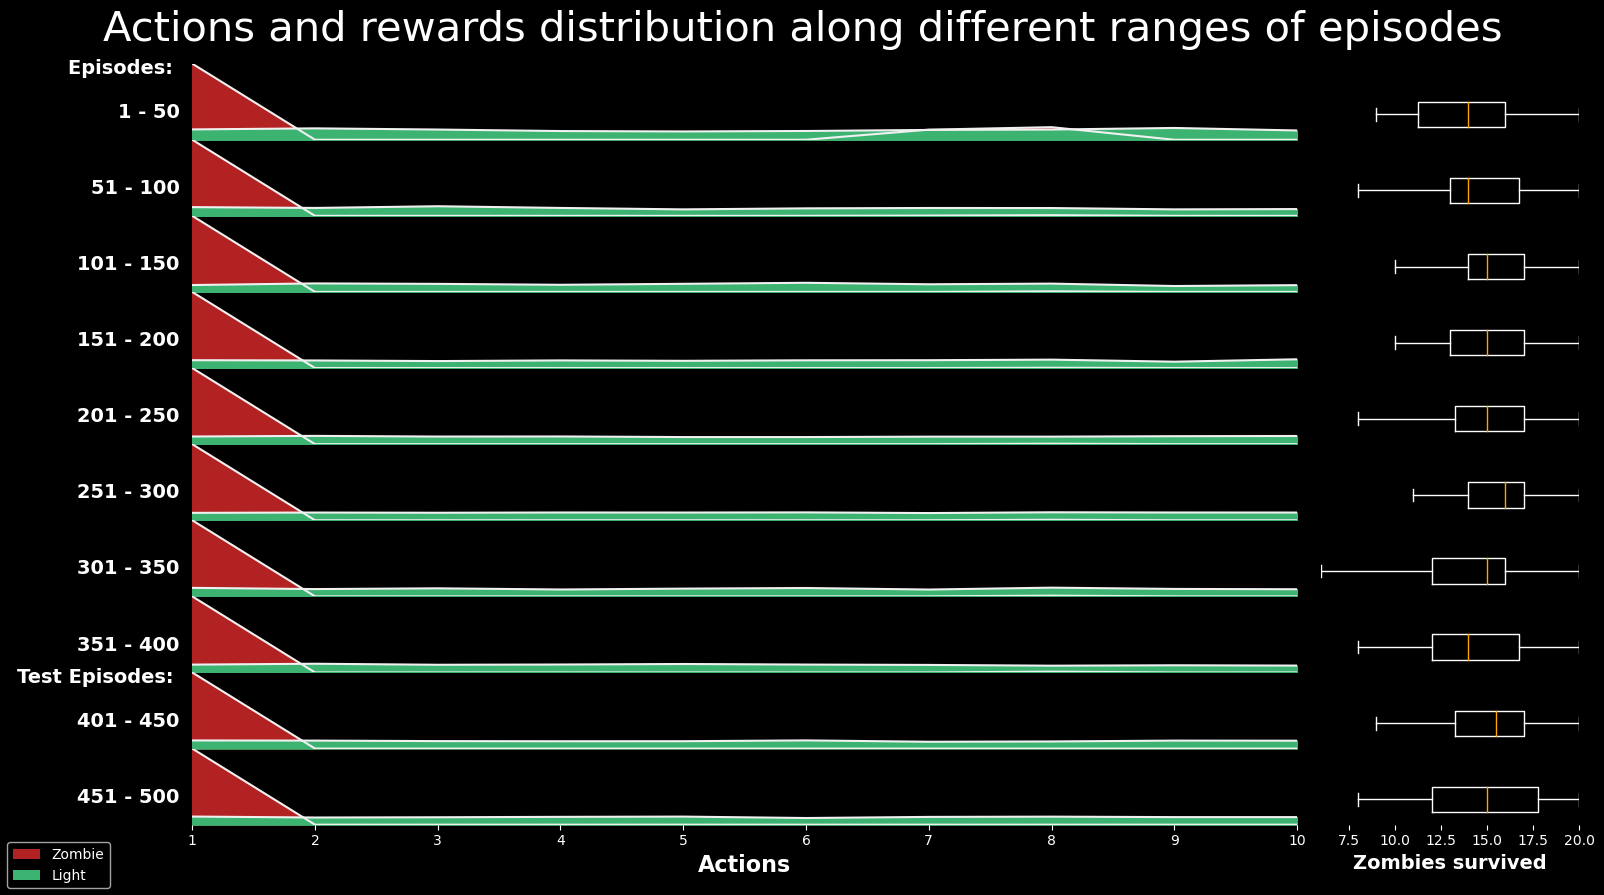 Actions and rewards distribution along different ranges of episodes
Episodes:
1 - 50
51 - 100
101 - 150
151 - 200
201 - 250
251 - 300
301 - 350
351 - 400
Test Episodes:
401 - 450
451 - 500
1 2 3 4 5 6 7 8 9 10
Actions
7.5 10.0 12.5 15.0 17.5 20.0
Zombies survived
Zombie
Light